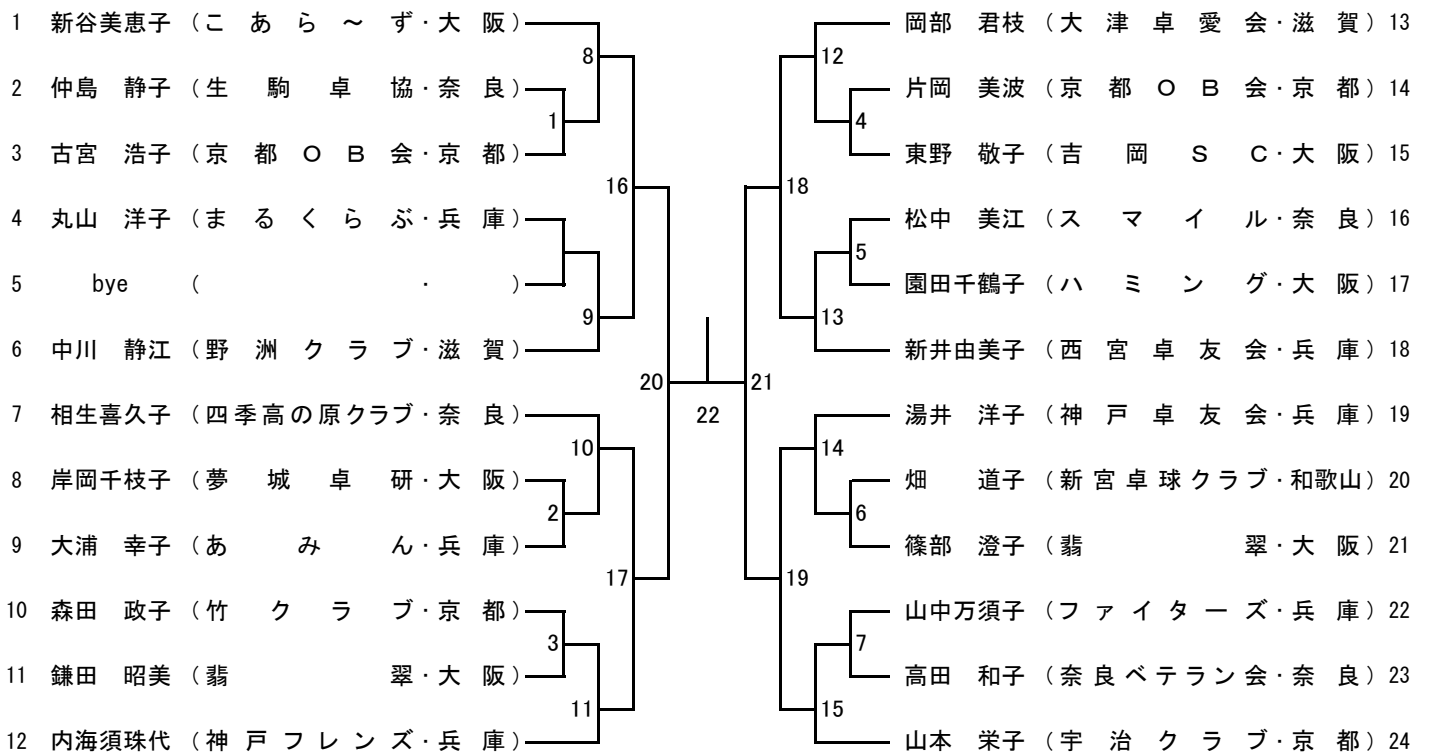 1 新谷美恵子 (こあら~ず・大阪)
8
2 仲島 静子 (生駒卓協・奈良)
1
3 古宮 浩子 (京都OB会・京都)
16
4 丸山 洋子 (まるくらぶ・兵庫)
5 bye ( ・ )
9
6 中川 静江 (野洲クラブ・滋賀)
20
7 相生喜久子 (四季高の原クラブ・奈良)
10
8 岸岡千枝子 (夢城卓研・大阪)
2
9 大浦 幸子 (あみん・兵庫)
17
10 森田 政子 (竹クラブ・京都)
3
11 鎌田 昭美 (翡翠・大阪)
11
12 内海須珠代 (神戸フレンズ・兵庫)
22
岡部 君枝 (大津卓愛会・滋賀) 13
12
片岡 美波 (京都OB会・京都) 14
4
東野 敬子 (吉岡SC・大阪) 15
18
松中 美江 (スマイル・奈良) 16
5
園田千鶴子 (ハミング・大阪) 17
13
新井由美子 (西宮卓友会・兵庫) 18
21
湯井 洋子 (神戸卓友会・兵庫) 19
14
畑 道子 (新宮卓球クラブ・和歌山) 20
6
篠部 澄子 (翡翠・大阪) 21
19
山中万須子 (ファイターズ・兵庫) 22
7
高田 和子 (奈良ベテラン会・奈良) 23
15
山本 栄子 (宇治クラブ・京都) 24